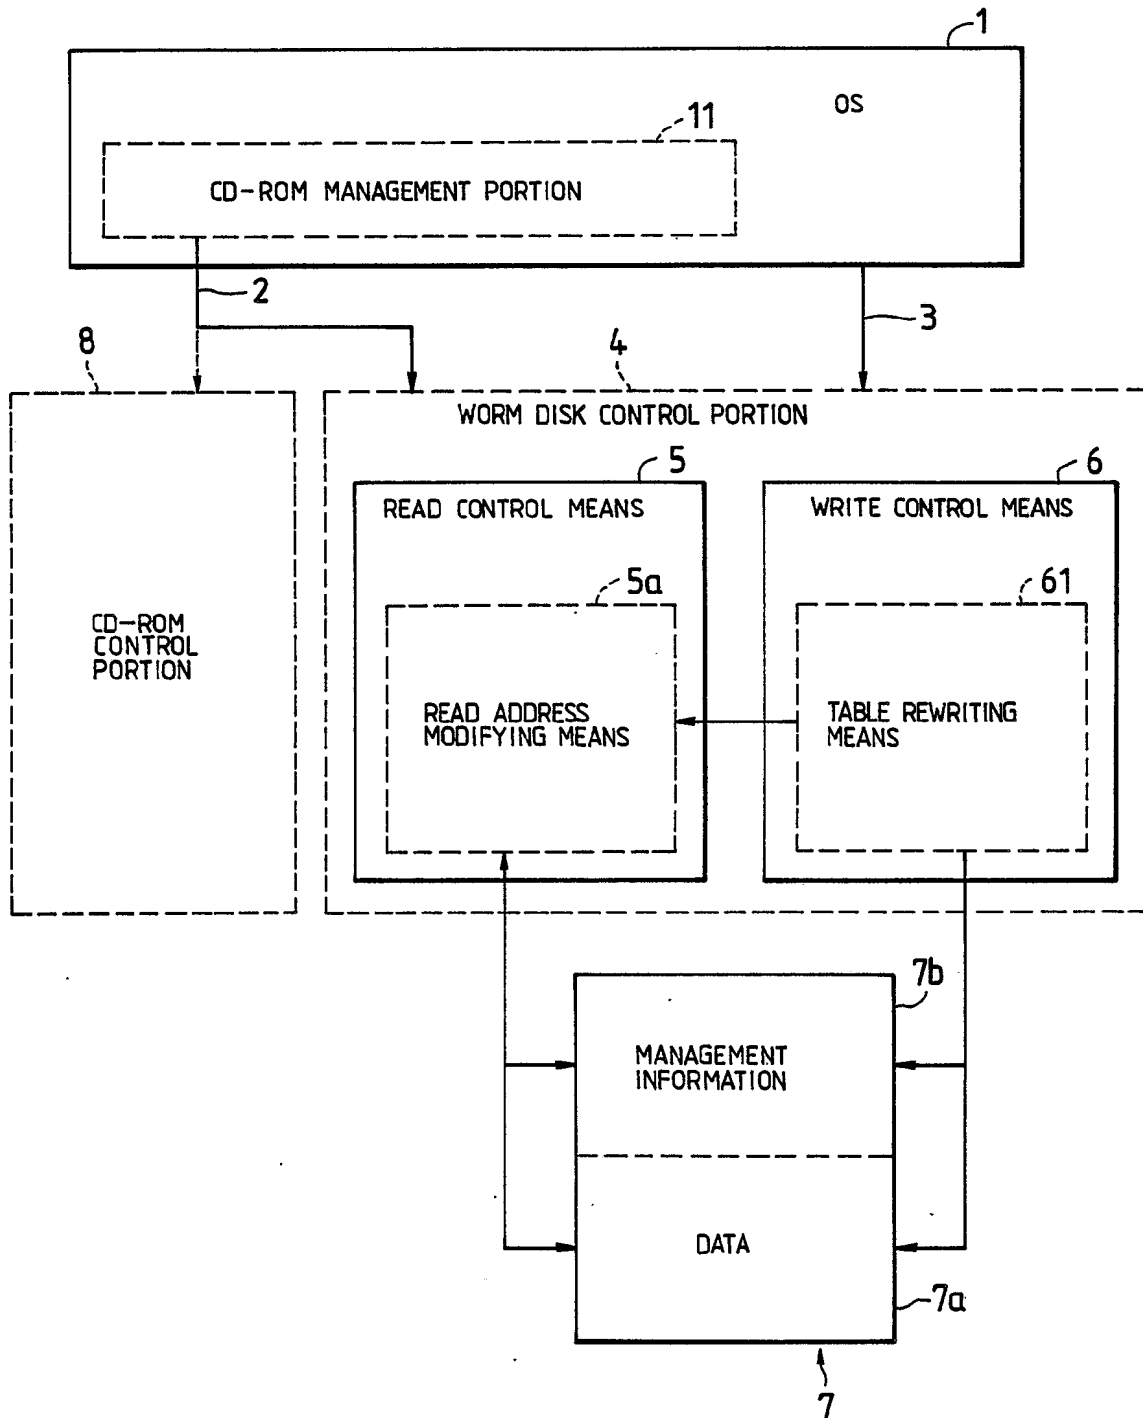 1
OS
11
CD-ROM MANAGEMENT PORTION
2
3
8
4
WORM DISK CONTROL PORTION
5
6
READ CONTROL MEANS
WRITE CONTROL MEANS
5a
61
CD-ROM
CONTROL
PORTION
READ ADDRESS
MODIFYING MEANS
TABLE REWRITING
MEANS
7b
MANAGEMENT
INFORMATION
DATA
7a
7